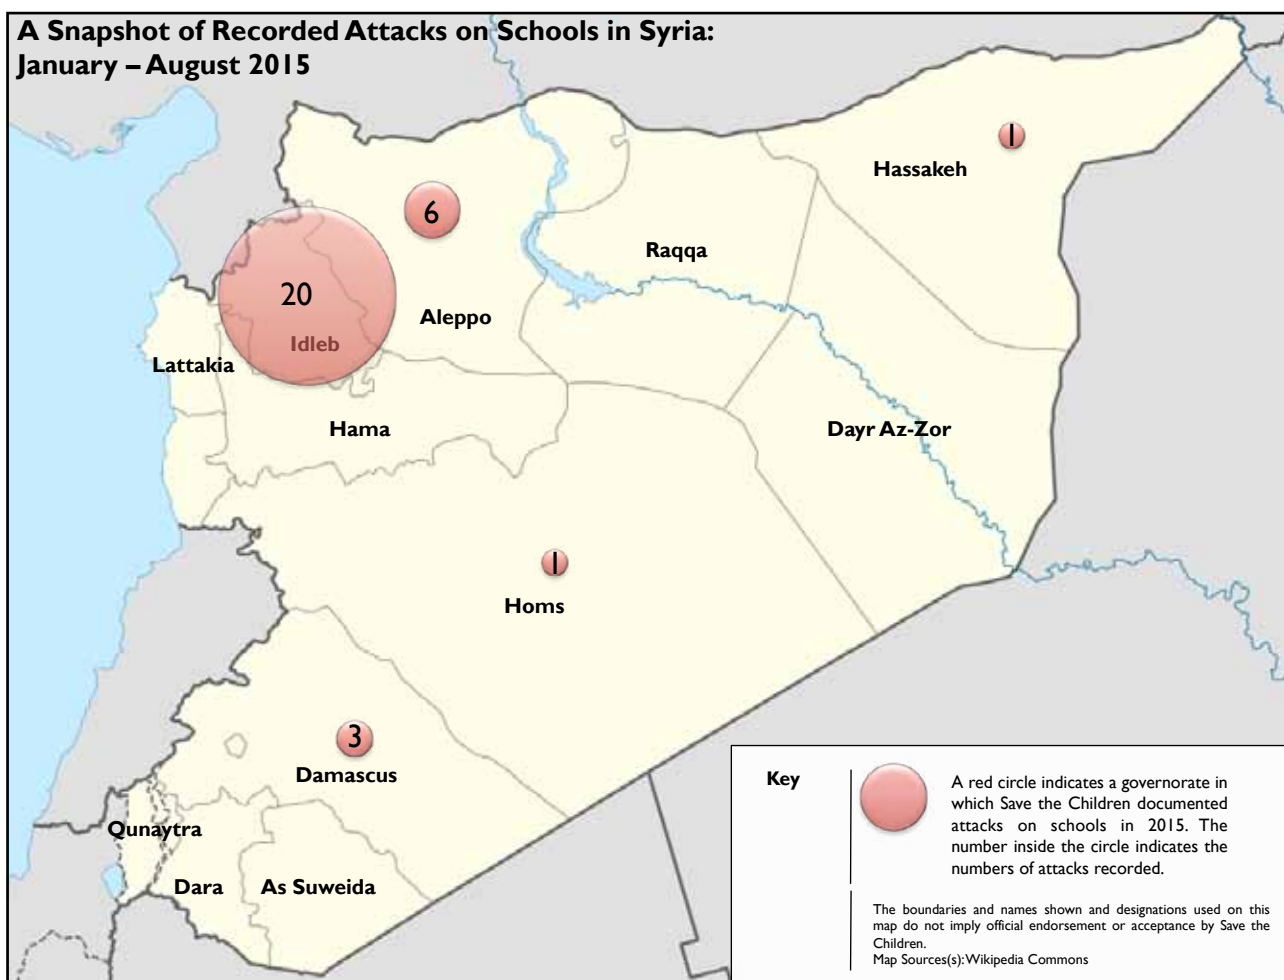 A Snapshot of Recorded Attacks on Schools in Syria:
January – August 2015
1
Hassakeh
6
Raqqa
20
Aleppo
Idleb
Lattakia
Hama
Dayr Az-Zor
1
Homs
3
Damascus
Qunaytra
Dara
As Suweida
Key
A red circle indicates a governorate in
which Save the Children documented
attacks on schools in 2015. The
number inside the circle indicates the
numbers of attacks recorded.
The boundaries and names shown and designations used on this
map do not imply official endorsement or acceptance by Save the
Children.
Map Sources(s): Wikipedia Commons